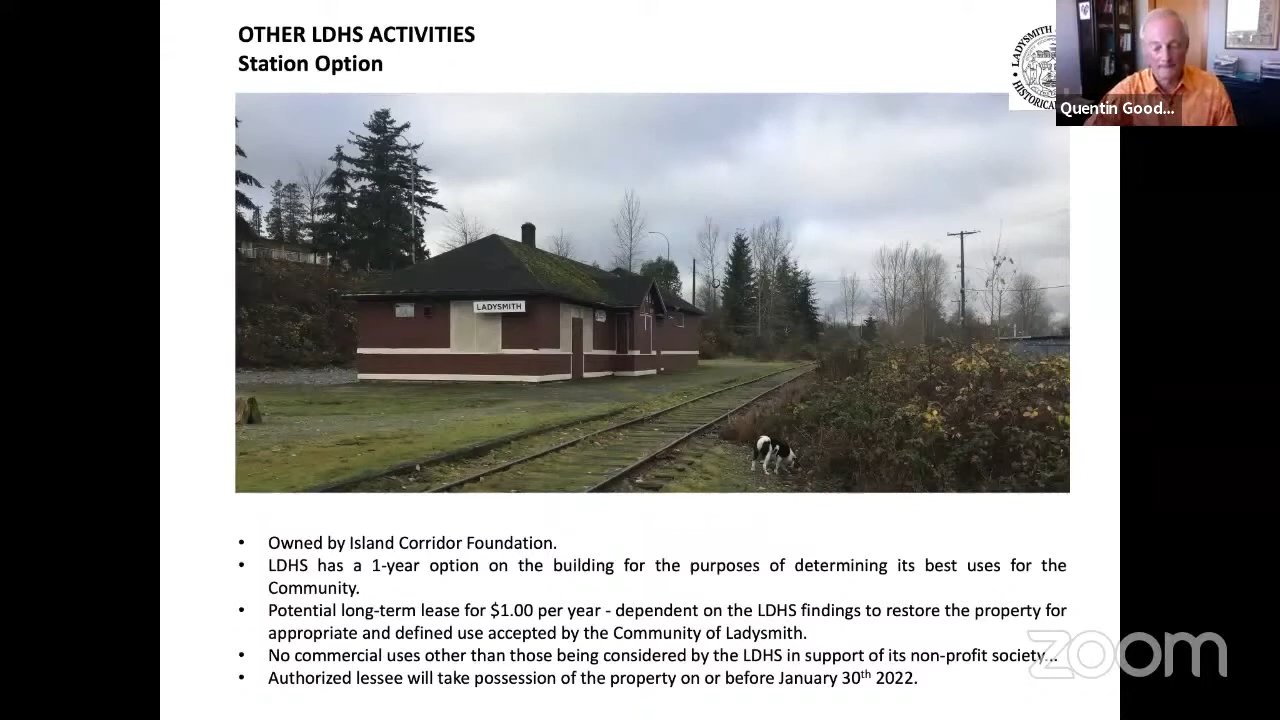 OTHER LDHS ACTIVITIES
Station Option
LADYSMITH
HISTORICA
Quentin Good...
LADYSMITH
• Owned by Island Corridor Foundation.
• LDHS has a 1-year option on the building for the purposes of determining its best uses for the
Community.
• Potential long-term lease for $1.00 per year - dependent on the LDHS findings to restore the property for
appropriate and defined use accepted by the Community of Ladysmith.
• No commercial uses other than those being considered by the LDHS in support of its non-profit society...
• Authorized lessee will take possession of the property on or before January 30th 2022.
zoom